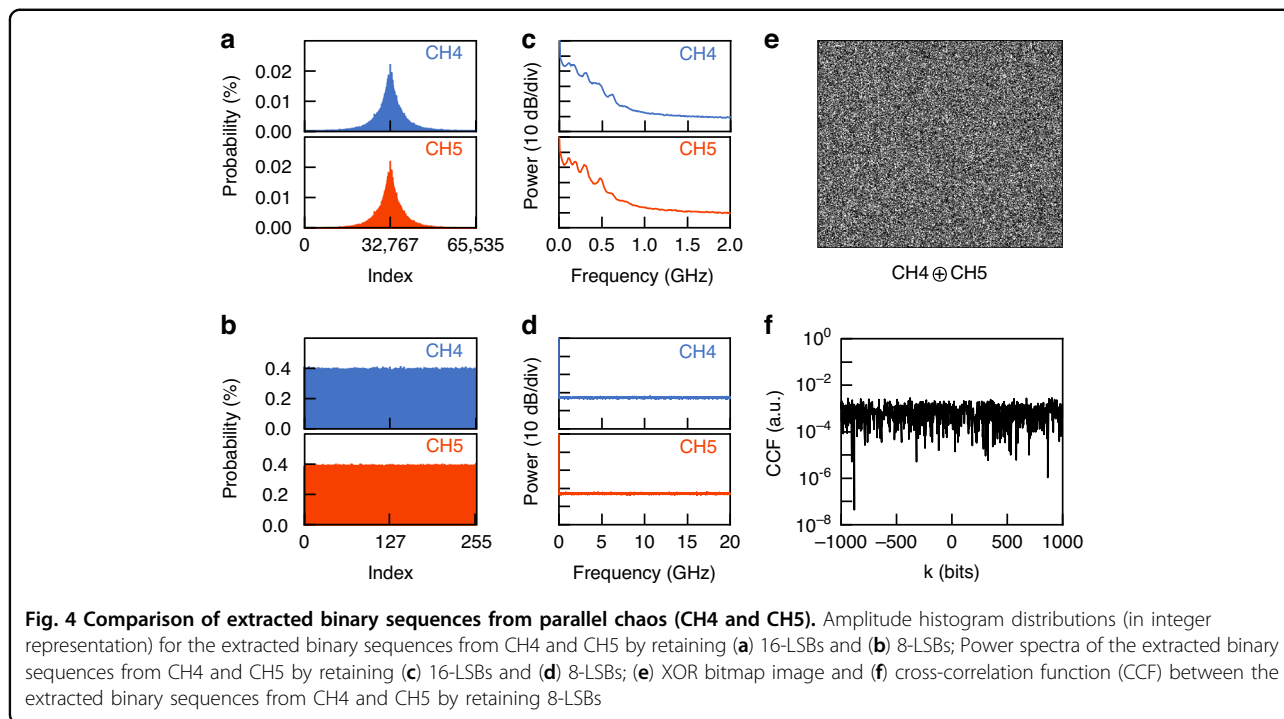 a
CH4
Probability (%)
0.02
0.01
0.00
CH5
0.02
0.01
0.00
0 32,767 65,535
Index
c
CH4
Power (10 dB/div)
CH5
0.0 0.5 1.0 1.5 2.0
Frequency (GHz)
e
CH4 ⊕ CH5
b
CH4
Probability (%)
0.4
0.2
0.0
CH5
0.4
0.2
0.0
0 127 255
Index
d
CH4
Power (10 dB/div)
CH5
0 5 10 15 20
Frequency (GHz)
f
CCF (a.u.)
10⁰
10⁻²
10⁻⁴
10⁻⁶
10⁻⁸
−1000 −500 0 500 1000
k (bits)
Fig. 4 Comparison of extracted binary sequences from parallel chaos (CH4 and CH5). Amplitude histogram distributions (in integer
representation) for the extracted binary sequences from CH4 and CH5 by retaining (a) 16-LSBs and (b) 8-LSBs; Power spectra of the extracted binary
sequences from CH4 and CH5 by retaining (c) 16-LSBs and (d) 8-LSBs; (e) XOR bitmap image and (f) cross-correlation function (CCF) between the
extracted binary sequences from CH4 and CH5 by retaining 8-LSBs